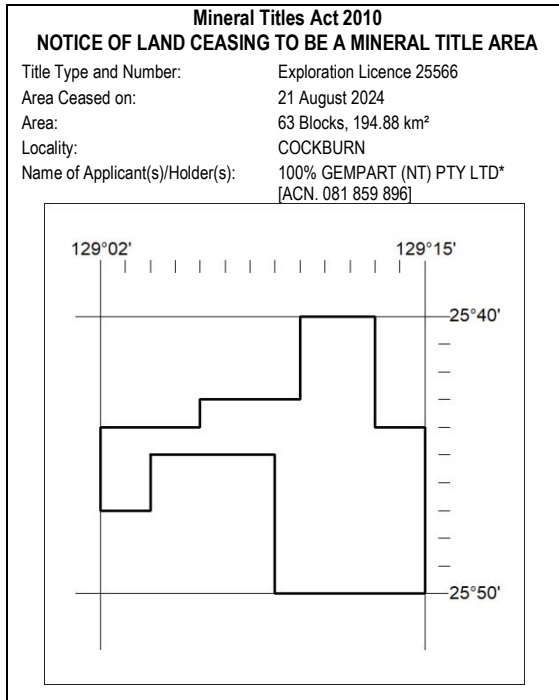 Mineral Titles Act 2010
NOTICE OF LAND CEASING TO BE A MINERAL TITLE AREA
Title Type and Number: Exploration Licence 25566
Area Ceased on: 21 August 2024
Area: 63 Blocks, 194.88 km²
Locality: COCKBURN
Name of Applicant(s)/Holder(s): 100% GEMPART (NT) PTY LTD*
[ACN. 081 859 896]
129°02' 129°15'
25°40'
25°50'